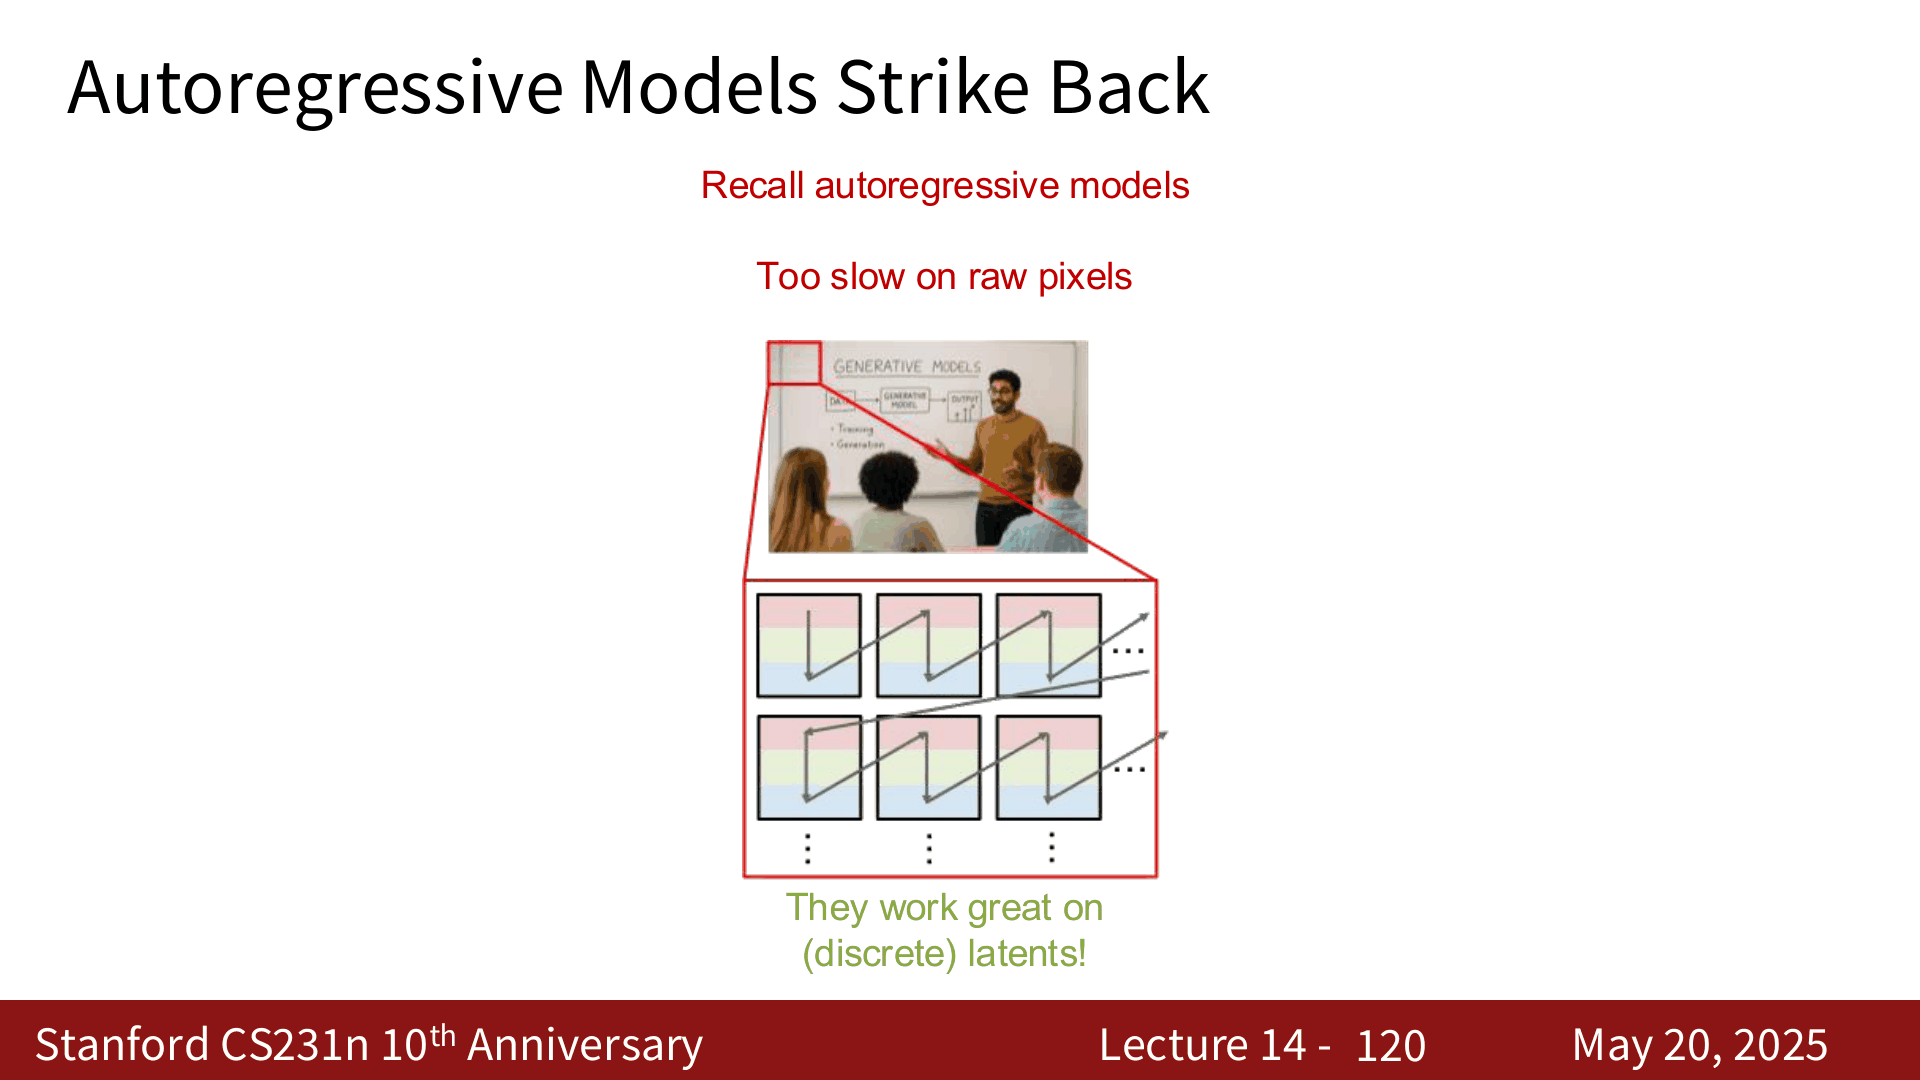 Autoregressive Models Strike Back
Recall autoregressive models
Too slow on raw pixels
GENERATIVE MODELS
DATA
GENERATIVE
MODEL
OUTPUT
• Training
• Generation
...
...
They work great on
(discrete) latents!
Stanford CS231n 10th Anniversary
Lecture 14 - 120
May 20, 2025